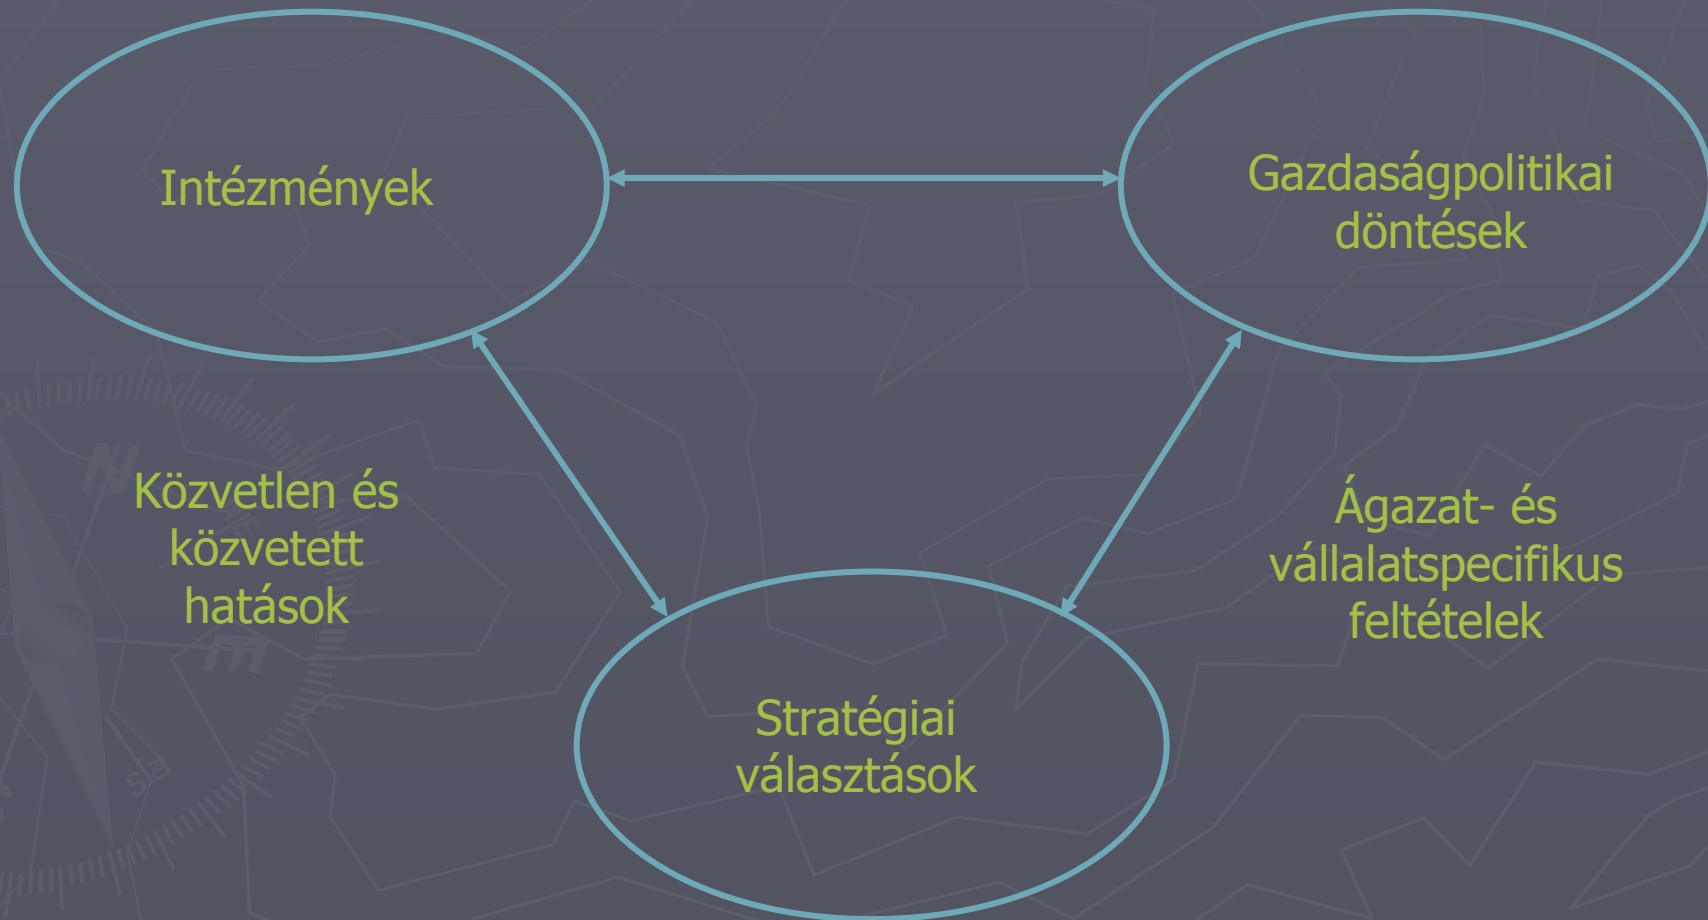 Intézmények
Gazdaságpolitikai
döntések
Közvetlen és
közvetett
hatások
Ágazat- és
vállalatspecifikus
feltételek
Stratégiai
választások
N
E